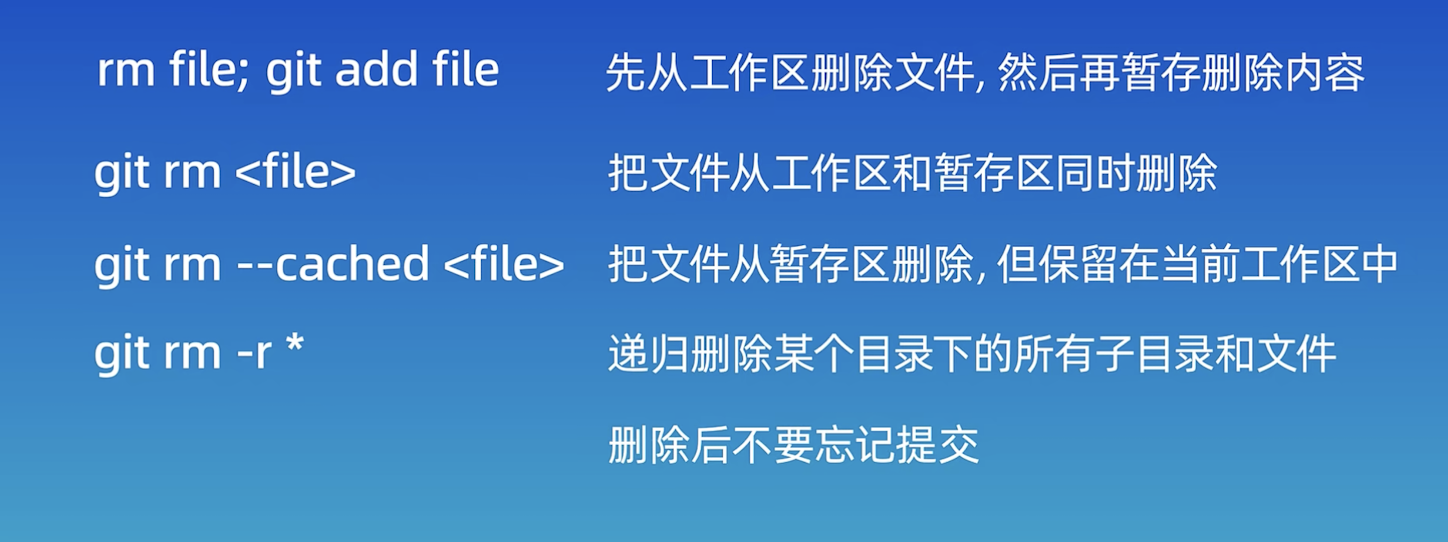 rm file; git add file 先从工作区删除文件, 然后再暂存删除内容
git rm <file> 把文件从工作区和暂存区同时删除
git rm --cached <file> 把文件从暂存区删除, 但保留在当前工作区中
git rm -r * 递归删除某个目录下的所有子目录和文件
删除后不要忘记提交